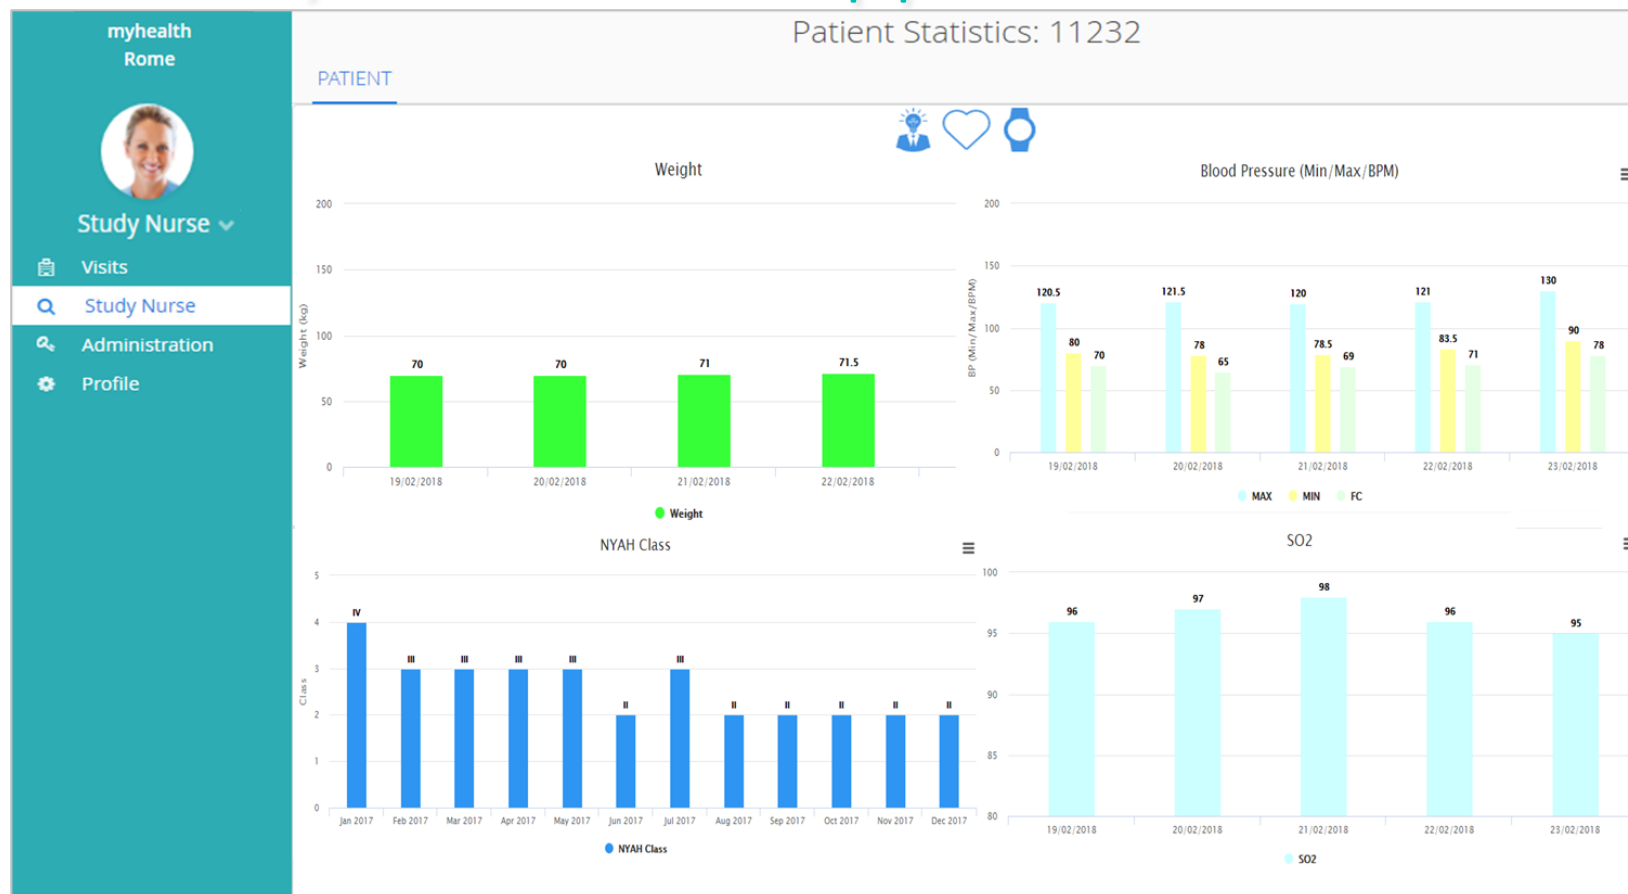 myhealth
Rome
Study Nurse
Visits
Study Nurse
Administration
Profile
Patient Statistics: 11232
PATIENT
Weight
Weight (kg)
200
150
100
50
0
70
70
71
71.5
19/02/2018
20/02/2018
21/02/2018
22/02/2018
Weight
Blood Pressure (Min/Max/BPM)
BP (Min/Max/BPM)
200
150
100
50
0
120.5
80
70
121.5
78
65
120
78.5
69
121
83.5
71
130
90
78
19/02/2018
20/02/2018
21/02/2018
22/02/2018
23/02/2018
MAX MIN FC
NYAH Class
Class
5
4
3
2
1
0
IV
III
III
III
III
II
III
II
II
II
II
II
Jan 2017
Feb 2017
Mar 2017
Apr 2017
May 2017
Jun 2017
Jul 2017
Aug 2017
Sep 2017
Oct 2017
Nov 2017
Dec 2017
NYAH Class
SO2
100
95
90
85
80
96
97
98
96
95
19/02/2018
20/02/2018
21/02/2018
22/02/2018
23/02/2018
SO2